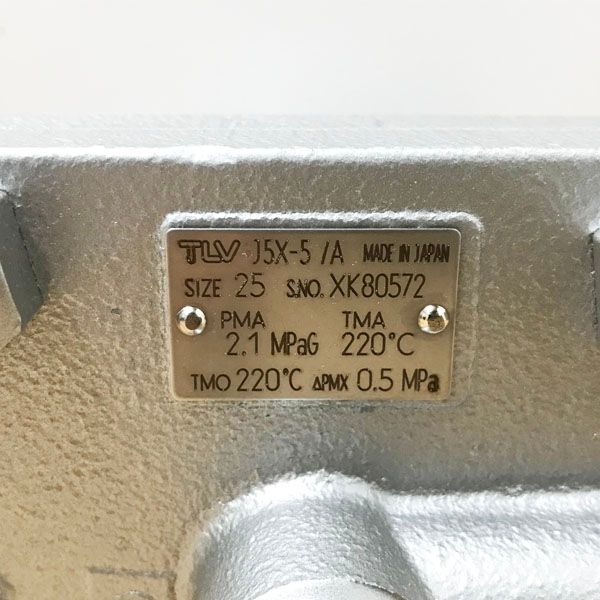 TLV J5X-5 /A MADE IN JAPAN
SIZE 25 S.NO. XK80572
PMA TMA
2.1 MPaG 220°C
TMO 220°C ΔPMX 0.5 MPa